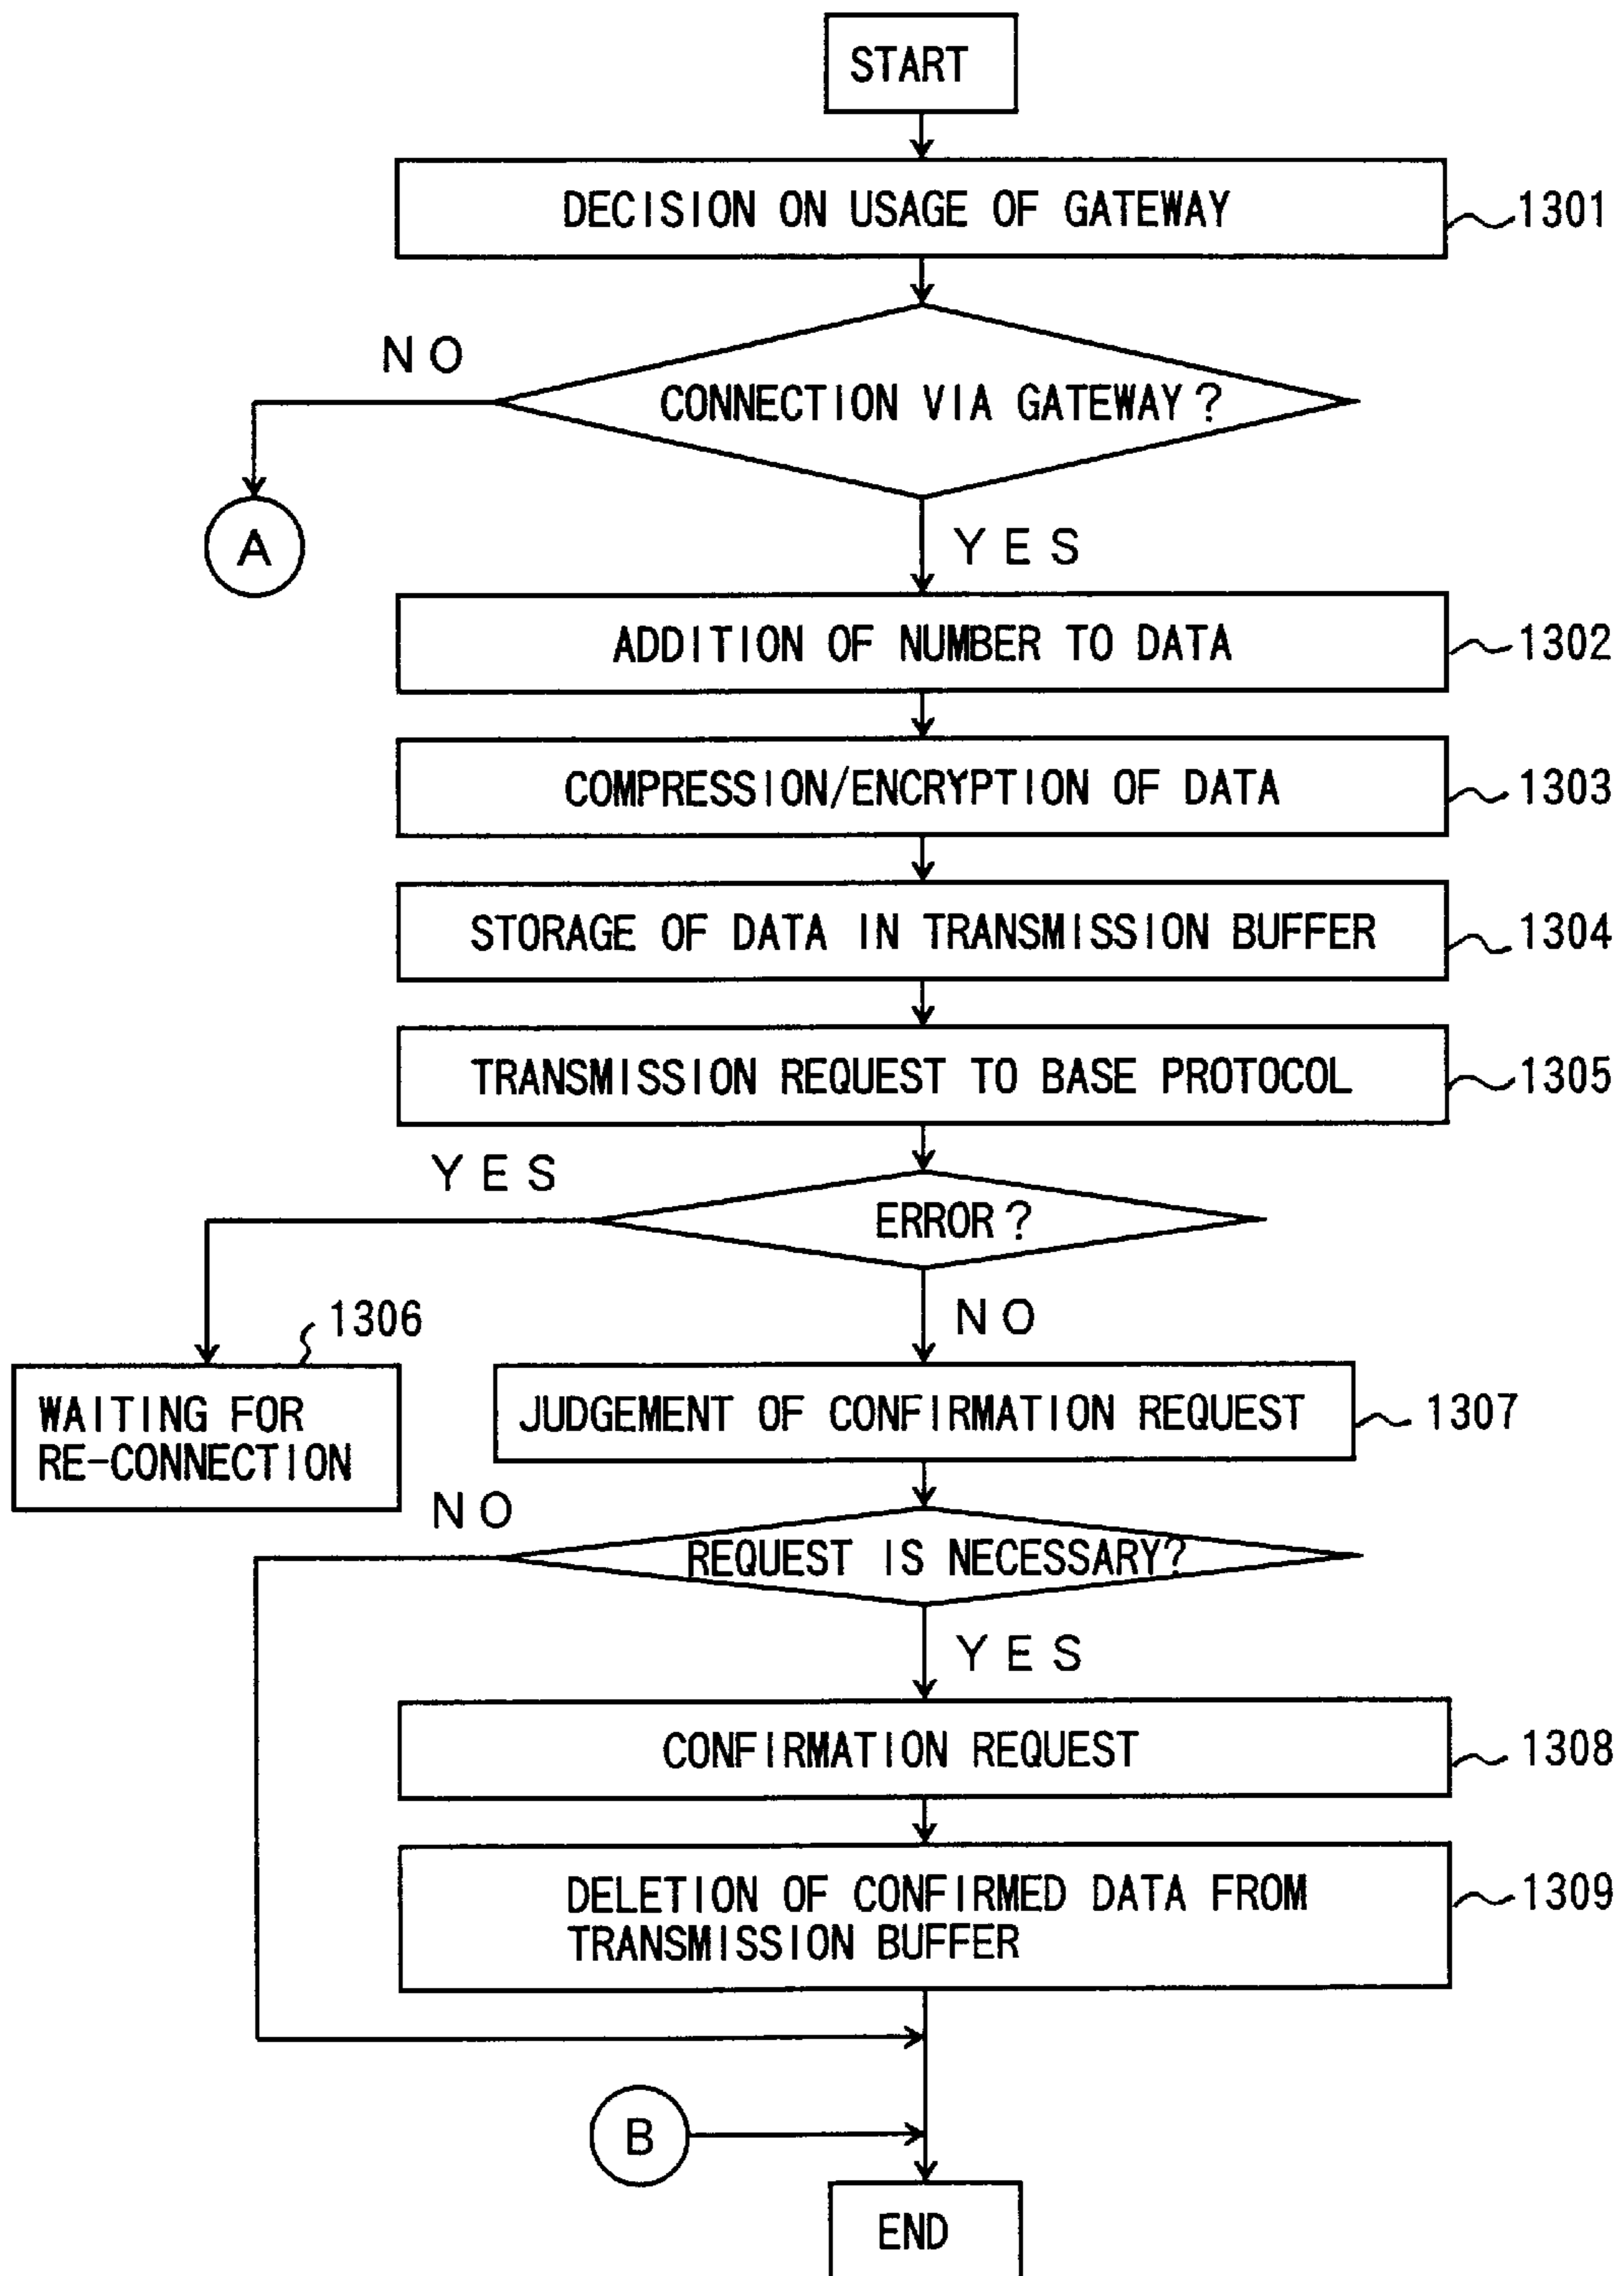 START
DECISION ON USAGE OF GATEWAY
1301
NO
CONNECTION VIA GATEWAY?
A
YES
ADDITION OF NUMBER TO DATA
1302
COMPRESSION/ENCRYPTION OF DATA
1303
STORAGE OF DATA IN TRANSMISSION BUFFER
1304
TRANSMISSION REQUEST TO BASE PROTOCOL
1305
YES
ERROR?
NO
1306
WAITING FOR
RE-CONNECTION
JUDGEMENT OF CONFIRMATION REQUEST
1307
NO
REQUEST IS NECESSARY?
YES
CONFIRMATION REQUEST
1308
DELETION OF CONFIRMED DATA FROM
TRANSMISSION BUFFER
1309
B
END